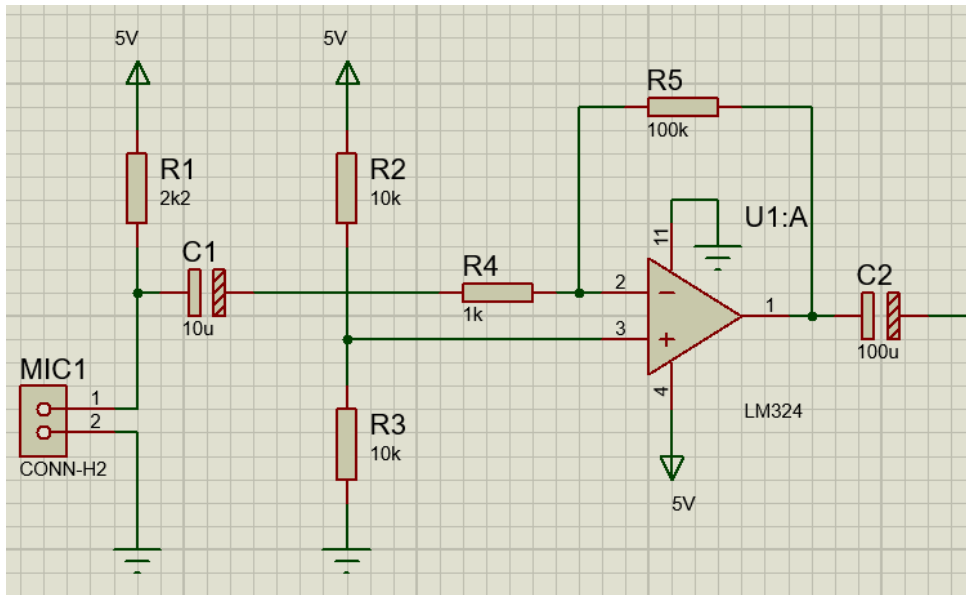 5V
5V
R1
2k2
R2
10k
R5
100k
C1
10u
R4
1k
11
U1:A
2
3
1
4
LM324
C2
100u
MIC1
1
2
CONN-H2
R3
10k
5V